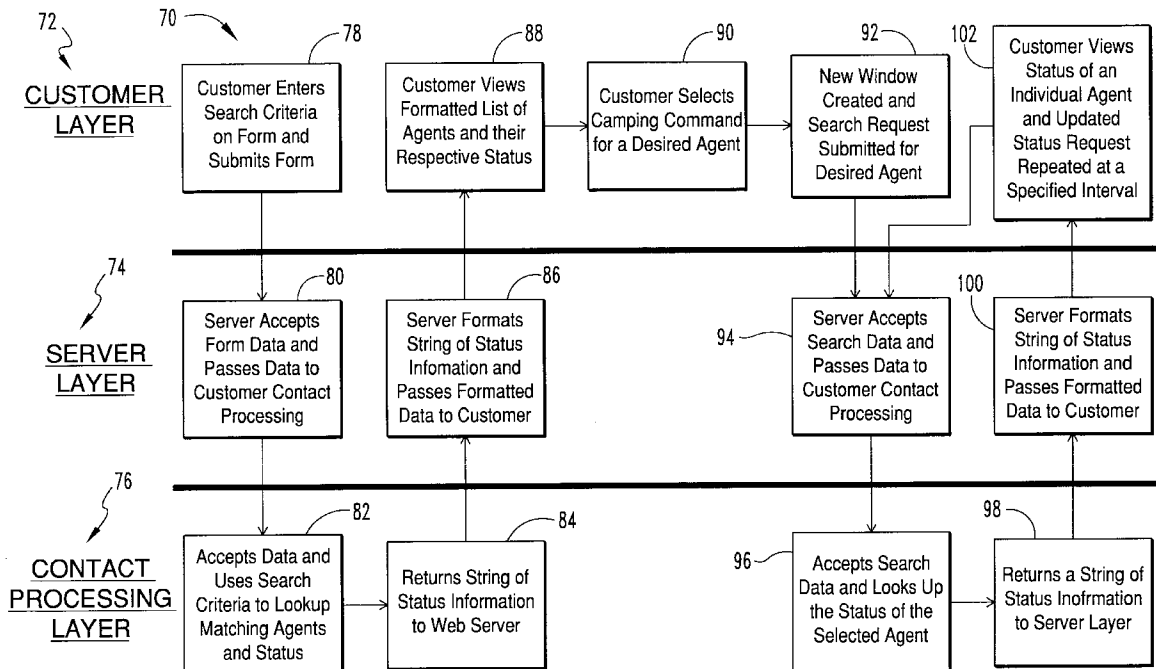 72
70
CUSTOMER
LAYER
78
Customer Enters
Search Criteria
on Form and
Submits Form
88
Customer Views
Formatted List of
Agents and their
Respective Status
90
Customer Selects
Camping Command
for a Desired Agent
92
New Window
Created and
Search Request
Submitted for
Desired Agent
102
Customer Views
Status of an
Individual Agent
and Updated
Status Request
Repeated at a
Specified Interval
74
SERVER
LAYER
80
Server Accepts
Form Data and
Passes Data to
Customer Contact
Processing
86
Server Formats
String of Status
Infomation and
Passes Formatted
Data to Customer
94
Server Accepts
Search Data and
Passes Data to
Customer Contact
Processing
100
Server Formats
String of Status
Information and
Passes Formatted
Data to Customer
76
CONTACT
PROCESSING
LAYER
82
Accepts Data and
Uses Search
Criteria to Lookup
Matching Agents
and Status
84
Returns String of
Status Information
to Web Server
96
Accepts Search
Data and Looks Up
the Status of the
Selected Agent
98
Returns a String of
Status Inofrmation
to Server Layer